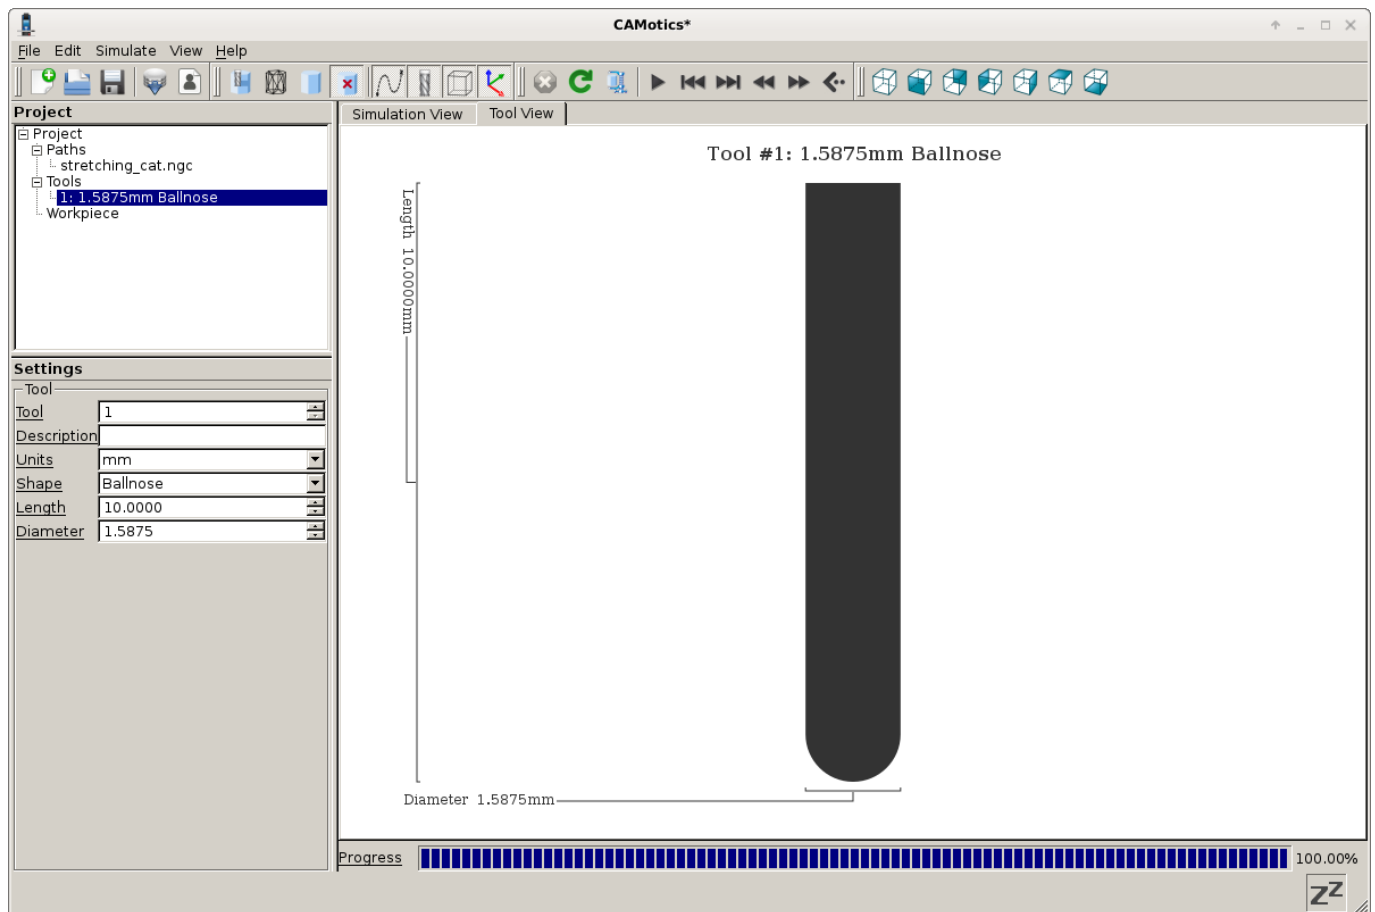 CAMotics*
File Edit Simulate View Help
Project
Project
Paths
stretching_cat.ngc
Tools
1: 1.5875mm Ballnose
Workpiece
Settings
Tool
Tool 1
Description
Units mm
Shape Ballnose
Length 10.0000
Diameter 1.5875
Simulation View Tool View
Tool #1: 1.5875mm Ballnose
Length 10.0000mm
Diameter 1.5875mm
Progress 100.00%
zZ